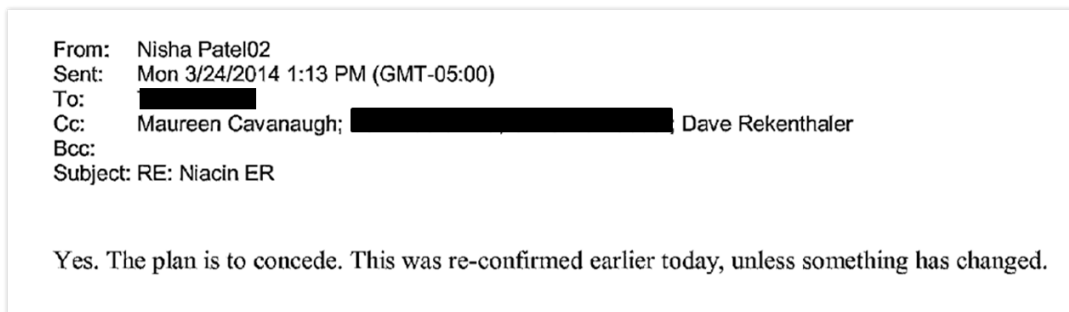 From: Nisha Patel02
Sent: Mon 3/24/2014 1:13 PM (GMT-05:00)
To:
Cc: Maureen Cavanaugh; ; Dave Rekenthaler
Bcc:
Subject: RE: Niacin ER
Yes. The plan is to concede. This was re-confirmed earlier today, unless something has changed.